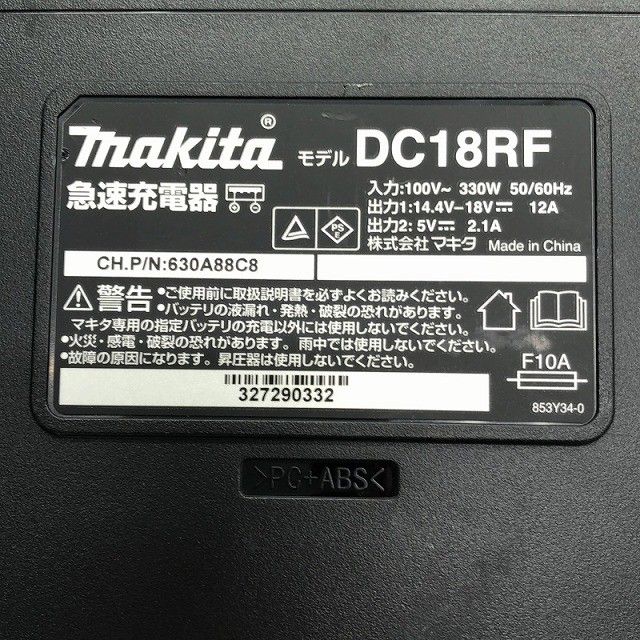 makita® モデル DC18RF
急速充電器
入力:100V~ 330W 50/60Hz
出力1:14.4V-18V⎓ 12A
出力2: 5V⎓ 2.1A
株式会社マキタ Made in China
PS
E
CH.P/N:630A88C8
警告 •ご使用前に取扱説明書を必ずよくお読みください。
•バッテリの液漏れ・発熱・破裂の恐れがあります。
マキタ専用の指定バッテリの充電以外には使用しないでください。
•火災・感電・破裂の恐れあり。雨中では使用しないでください。
•故障の原因になります。昇圧器は使用しないでください。
F10A
327290332
853Y34-0
>PC+ABS<